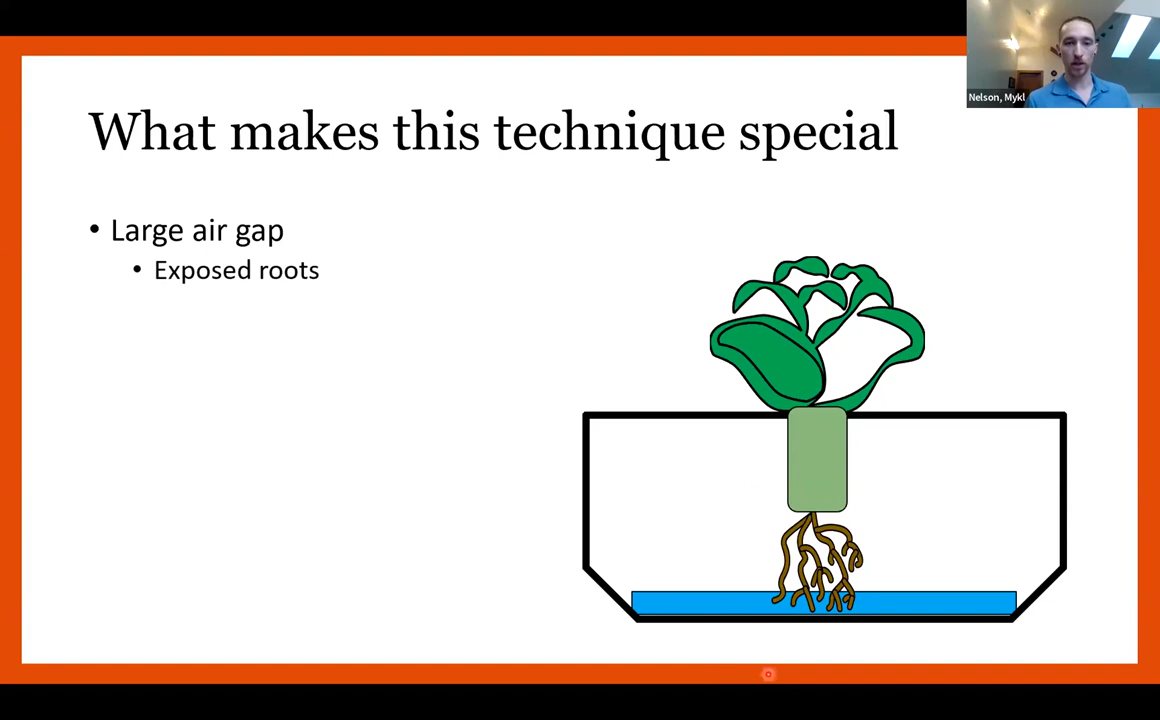 Nelson, Mykl
What makes this technique special
• Large air gap
• Exposed roots